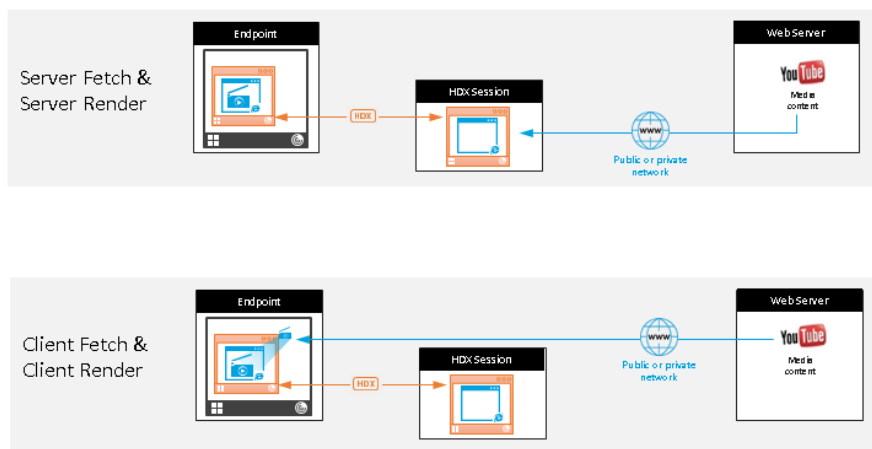 Server Fetch &
Server Render
Endpoint
HDX
HDX Session
www
Public or private
network
Web Server
YouTube
Media
content
Client Fetch &
Client Render
Endpoint
HDX
HDX Session
www
Public or private
network
Web Server
YouTube
Media
content